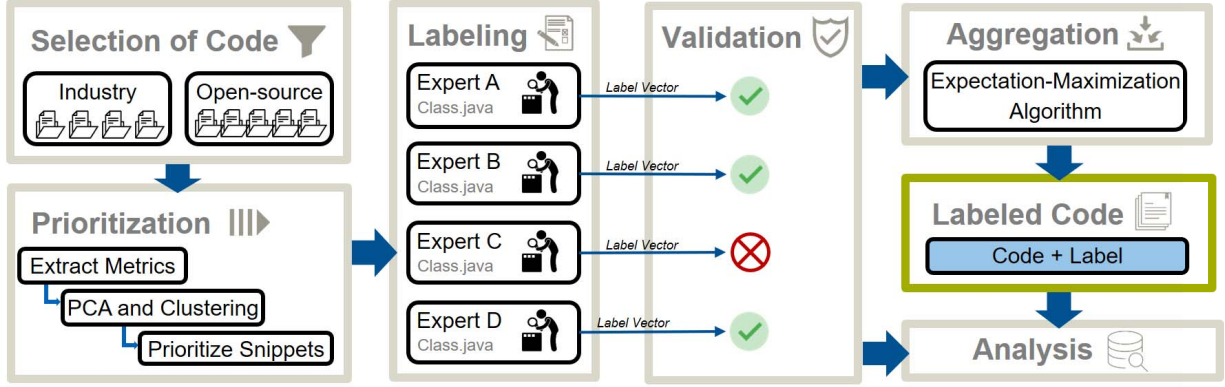 Selection of Code
Industry
Open-source
Prioritization
Extract Metrics
PCA and Clustering
Prioritize Snippets
Labeling
Expert A
Class.java
Expert B
Class.java
Expert C
Class.java
Expert D
Class.java
Label Vector
Label Vector
Label Vector
Label Vector
Validation
Aggregation
Expectation-Maximization
Algorithm
Labeled Code
Code + Label
Analysis